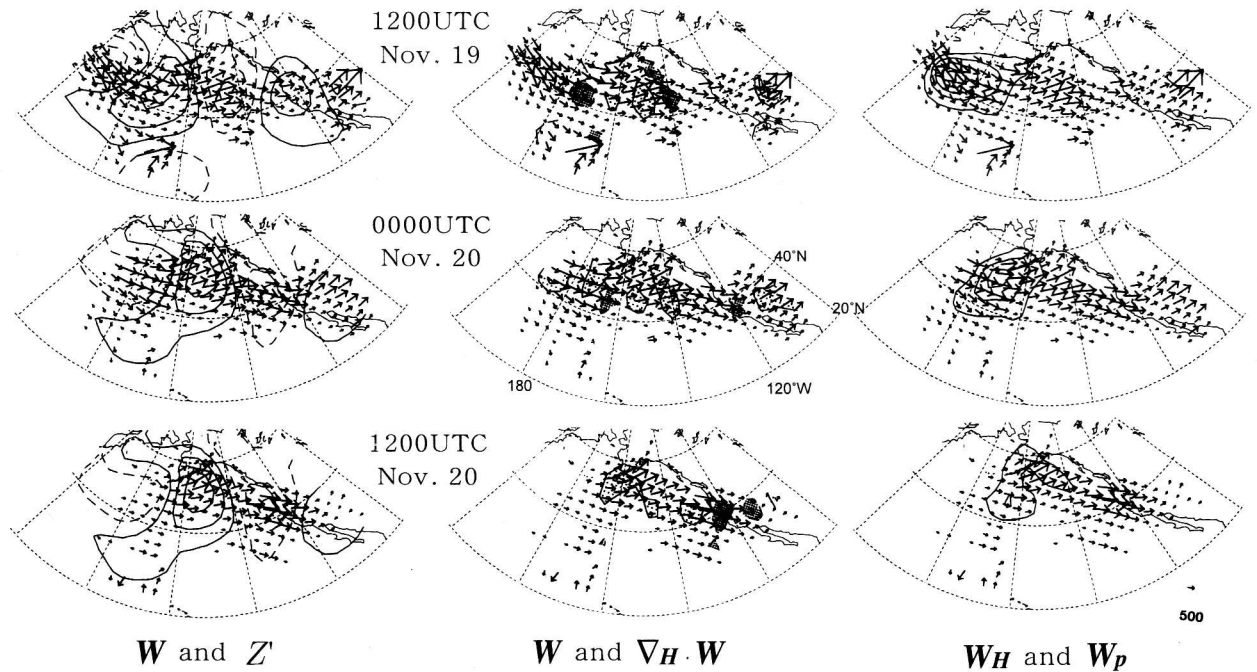 1200UTC
Nov. 19
0000UTC
Nov. 20
40°N
20°N
180
120°W
1200UTC
Nov. 20
500
W and Z'
W and ∇H · W
WH and Wp